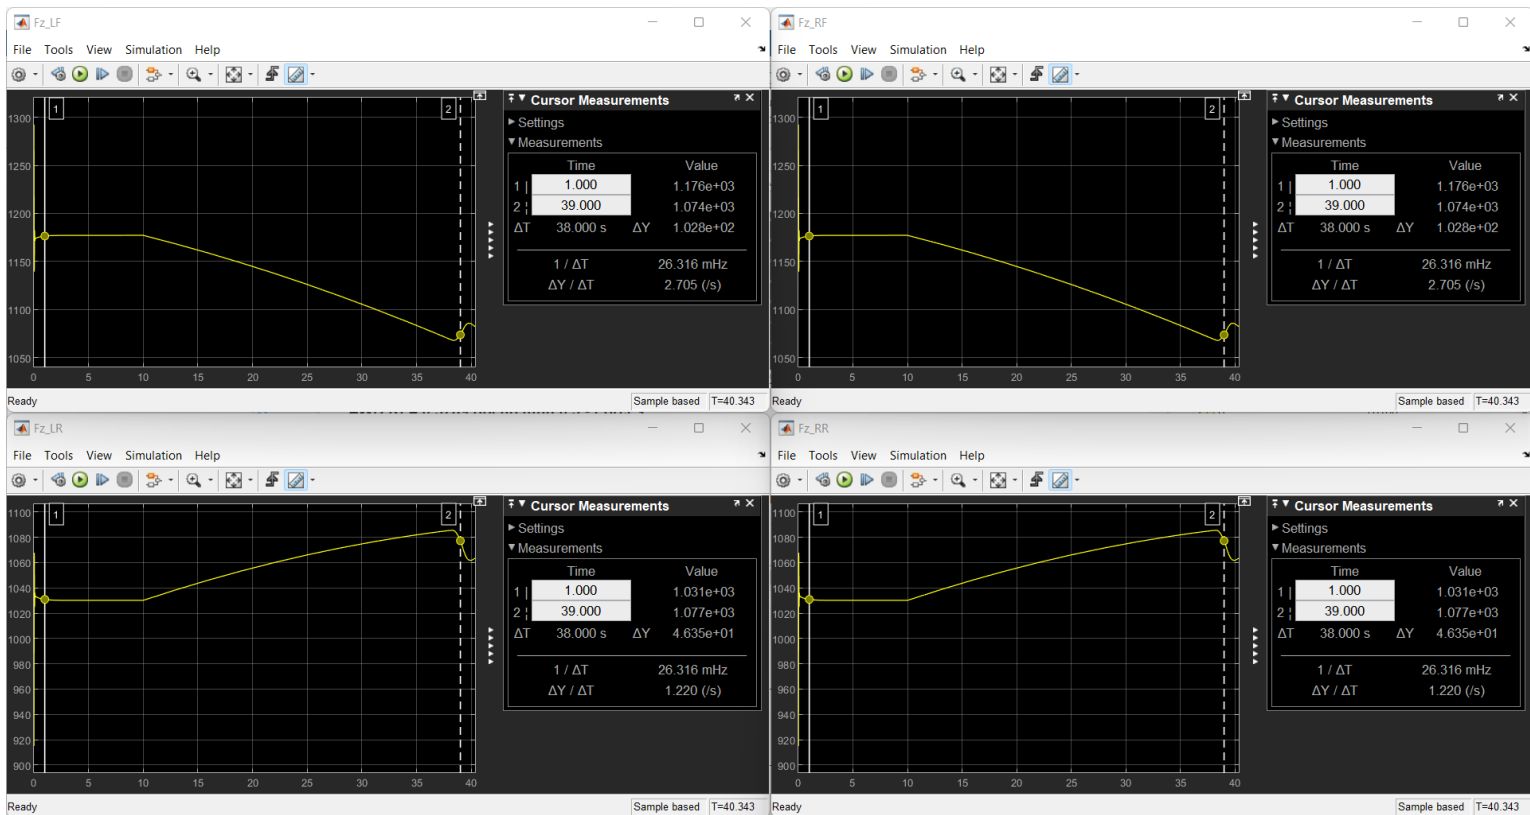 Fz_LF
File Tools View Simulation Help
1
2
1300
1250
1200
1150
1100
1050
0 5 10 15 20 25 30 35 40
Cursor Measurements
Settings
Measurements
Time Value
1 | 1.000 1.176e+03
2 ¦ 39.000 1.074e+03
ΔT 38.000 s ΔY 1.028e+02
1 / ΔT 26.316 mHz
ΔY / ΔT 2.705 (/s)
Ready Sample based T=40.343
Fz_RF
File Tools View Simulation Help
1
2
1300
1250
1200
1150
1100
1050
0 5 10 15 20 25 30 35 40
Cursor Measurements
Settings
Measurements
Time Value
1 | 1.000 1.176e+03
2 ¦ 39.000 1.074e+03
ΔT 38.000 s ΔY 1.028e+02
1 / ΔT 26.316 mHz
ΔY / ΔT 2.705 (/s)
Ready Sample based T=40.343
Fz_LR
File Tools View Simulation Help
1
2
1100
1080
1060
1040
1020
1000
980
960
940
920
900
0 5 10 15 20 25 30 35 40
Cursor Measurements
Settings
Measurements
Time Value
1 | 1.000 1.031e+03
2 ¦ 39.000 1.077e+03
ΔT 38.000 s ΔY 4.635e+01
1 / ΔT 26.316 mHz
ΔY / ΔT 1.220 (/s)
Ready Sample based T=40.343
Fz_RR
File Tools View Simulation Help
1
2
1100
1080
1060
1040
1020
1000
980
960
940
920
900
0 5 10 15 20 25 30 35 40
Cursor Measurements
Settings
Measurements
Time Value
1 | 1.000 1.031e+03
2 ¦ 39.000 1.077e+03
ΔT 38.000 s ΔY 4.635e+01
1 / ΔT 26.316 mHz
ΔY / ΔT 1.220 (/s)
Ready Sample based T=40.343